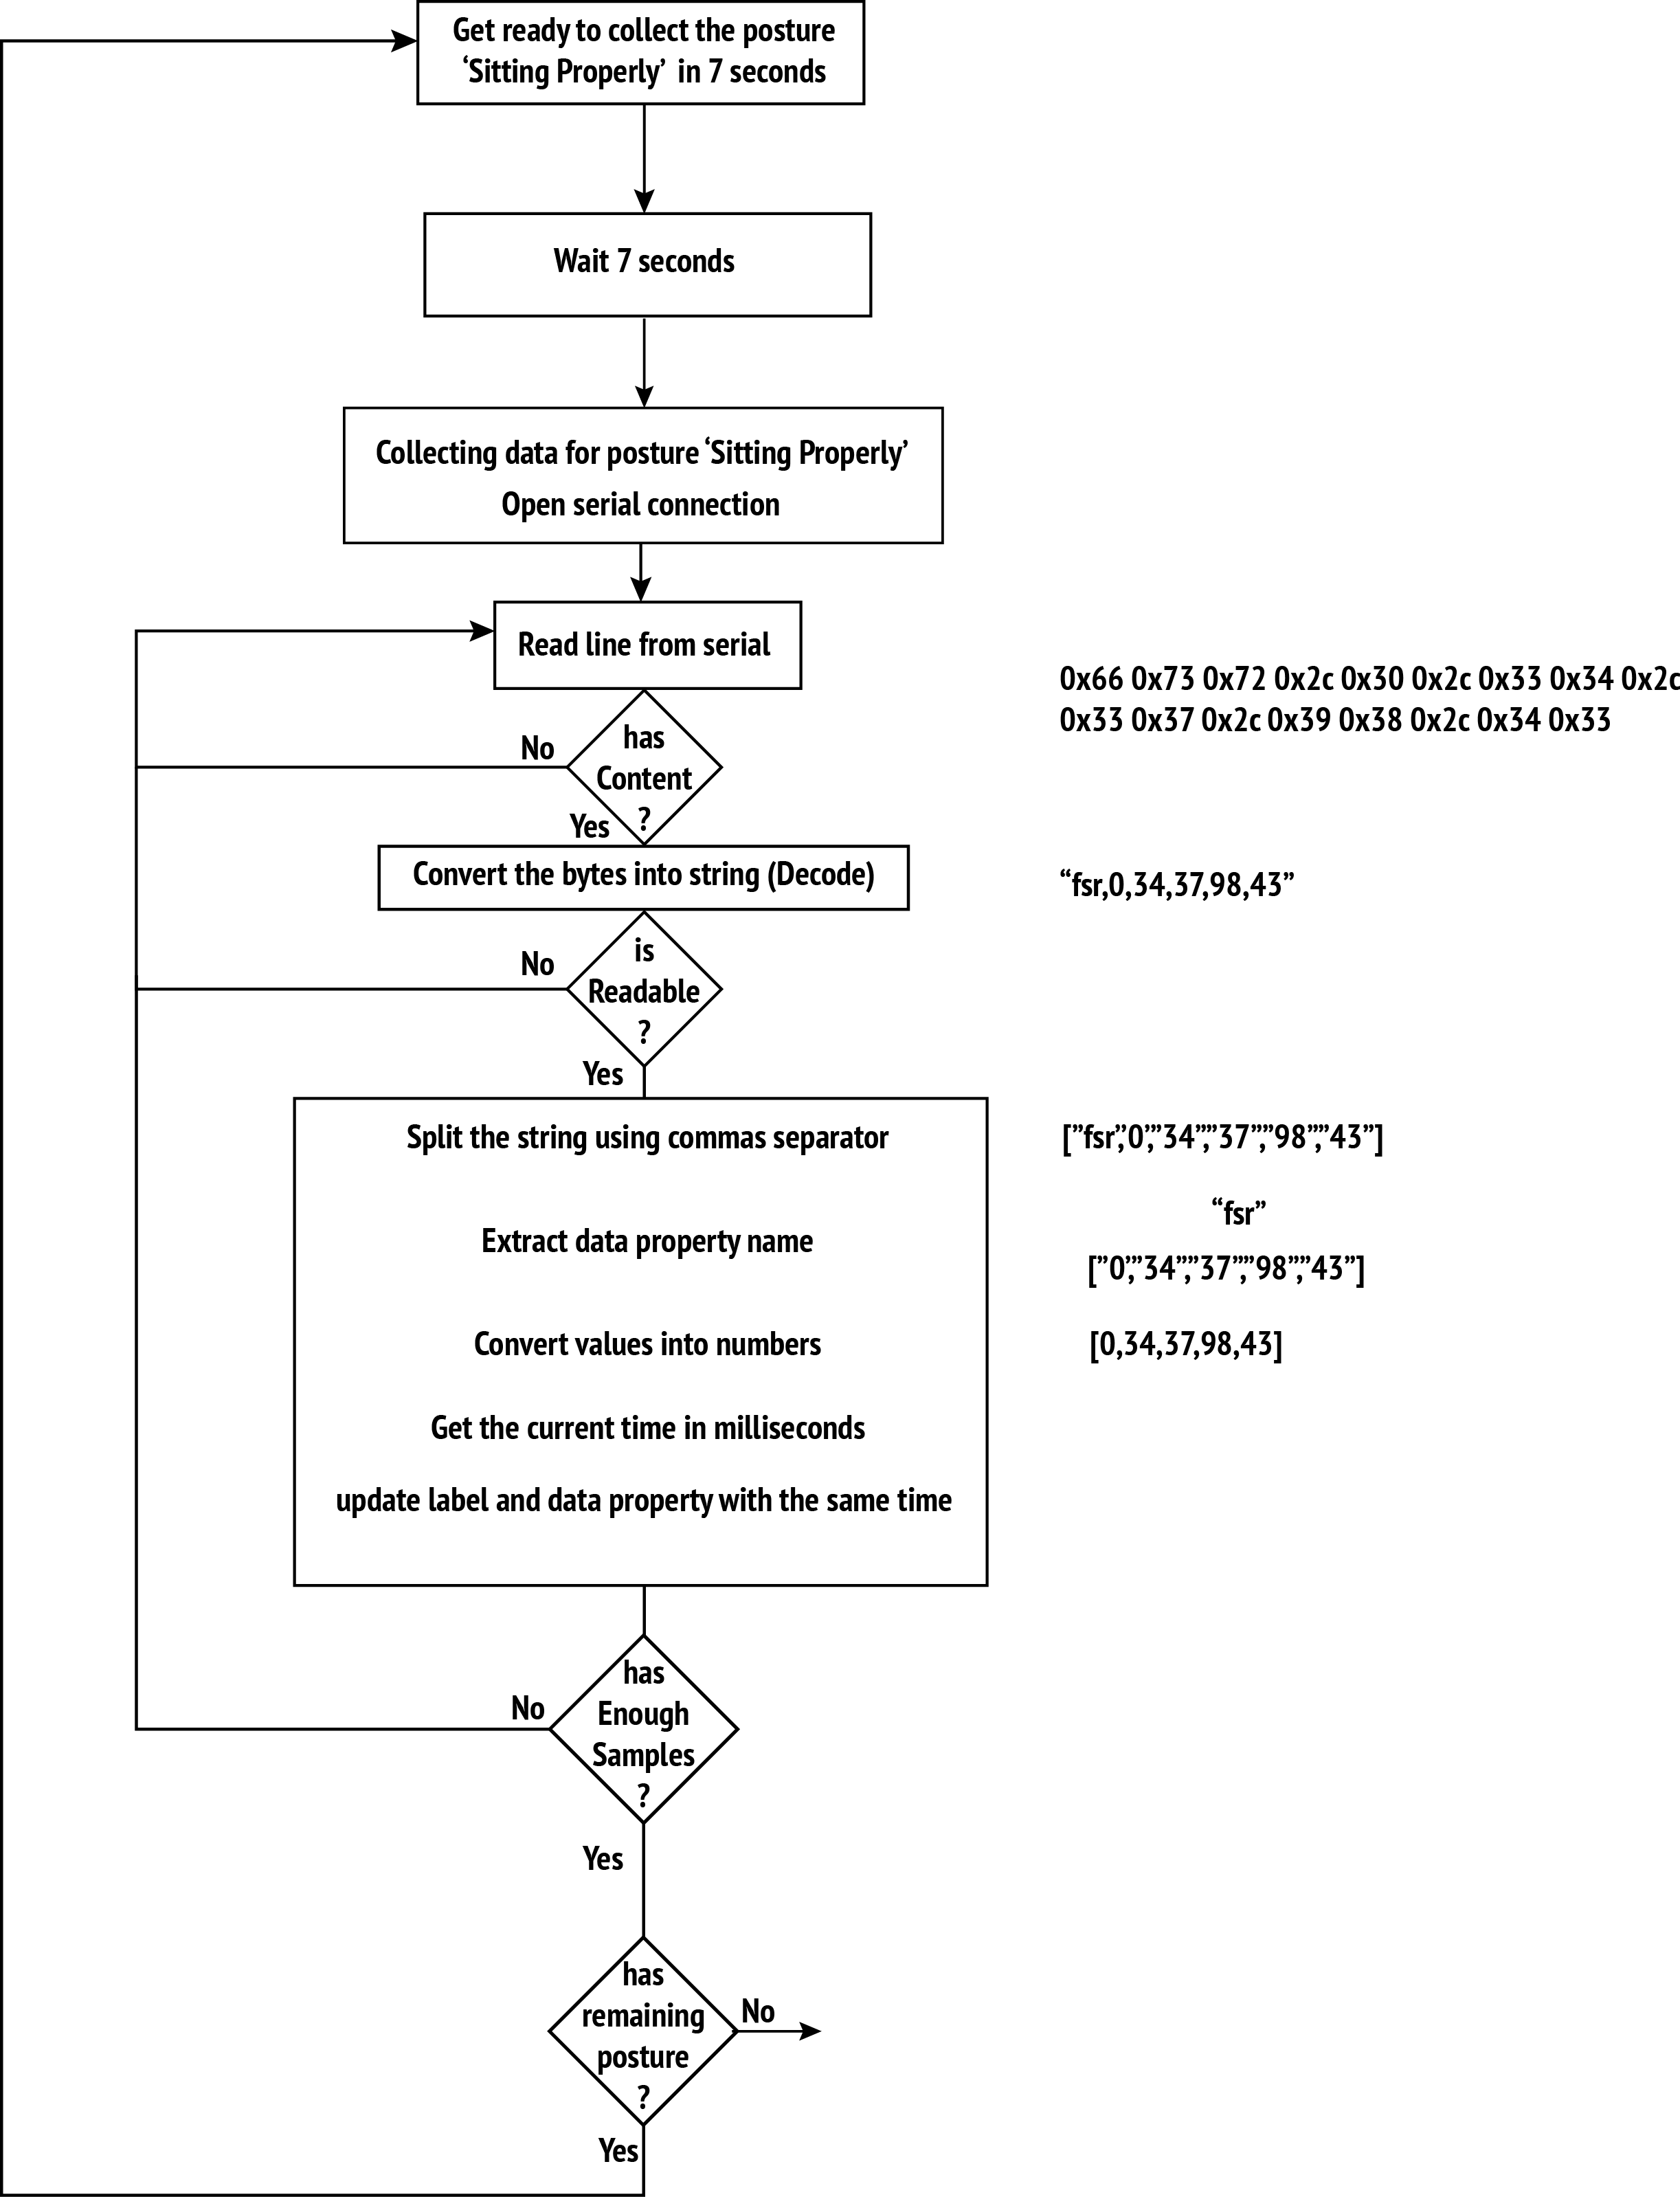 Get ready to collect the posture
‘Sitting Properly’ in 7 seconds
Wait 7 seconds
Collecting data for posture ‘Sitting Properly’
Open serial connection
Read line from serial
0x66 0x73 0x72 0x2c 0x30 0x2c 0x33 0x34 0x2c
0x33 0x37 0x2c 0x39 0x38 0x2c 0x34 0x33
No
has
Content
?
Yes
Convert the bytes into string (Decode)
“fsr,0,34,37,98,43”
No
is
Readable
?
Yes
Split the string using commas separator
[”fsr”,”0”,”34”,”37”,”98”,”43”]
“fsr”
Extract data property name
[”0”,”34”,”37”,”98”,”43”]
Convert values into numbers
[0,34,37,98,43]
Get the current time in milliseconds
update label and data property with the same time
No
has
Enough
Samples
?
Yes
has
remaining
posture
?
No
Yes